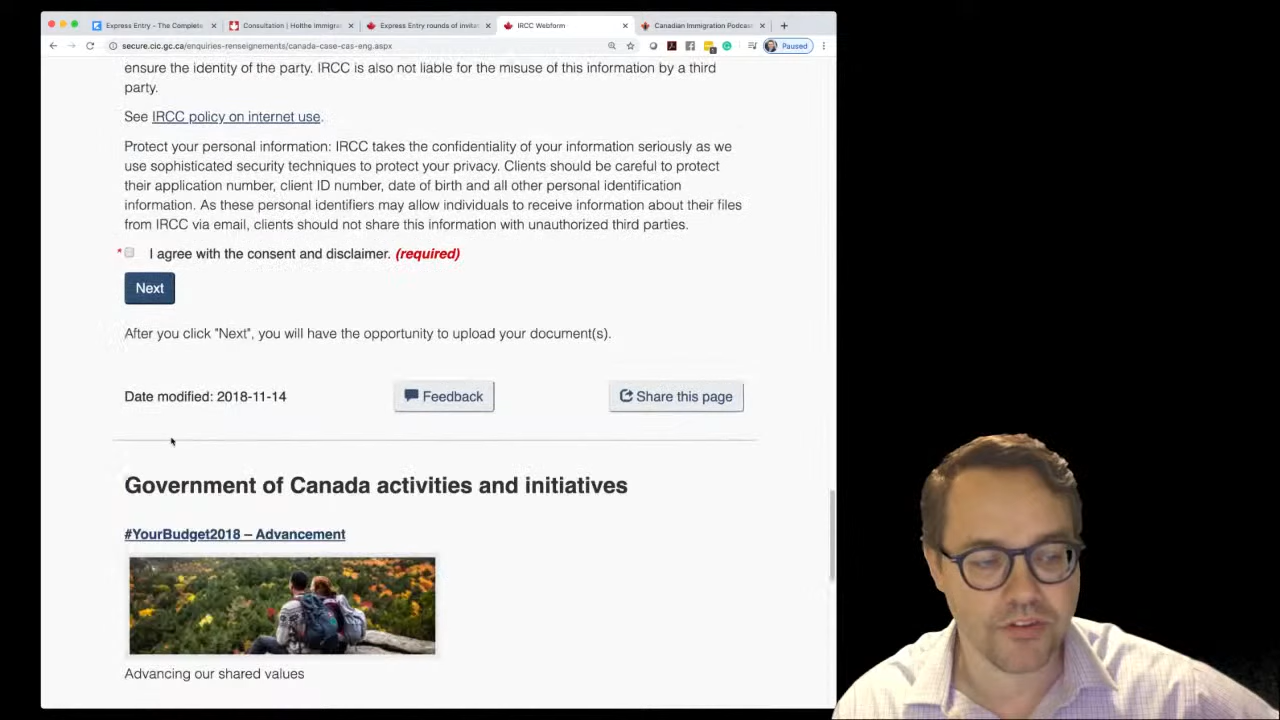 Express Entry - The Complete
Consultation | Holthe Immigra
Express Entry rounds of invita
IRCC Webform
Canadian Immigration Podcas
secure.cic.gc.ca/enquiries-renseignements/canada-case-cas-eng.aspx
Paused
ensure the identity of the party. IRCC is also not liable for the misuse of this information by a third
party.
See IRCC policy on internet use.
Protect your personal information: IRCC takes the confidentiality of your information seriously as we
use sophisticated security techniques to protect your privacy. Clients should be careful to protect
their application number, client ID number, date of birth and all other personal identification
information. As these personal identifiers may allow individuals to receive information about their files
from IRCC via email, clients should not share this information with unauthorized third parties.
* I agree with the consent and disclaimer. (required)
Next
After you click "Next", you will have the opportunity to upload your document(s).
Date modified: 2018-11-14
Feedback
Share this page
Government of Canada activities and initiatives
#YourBudget2018 – Advancement
Advancing our shared values